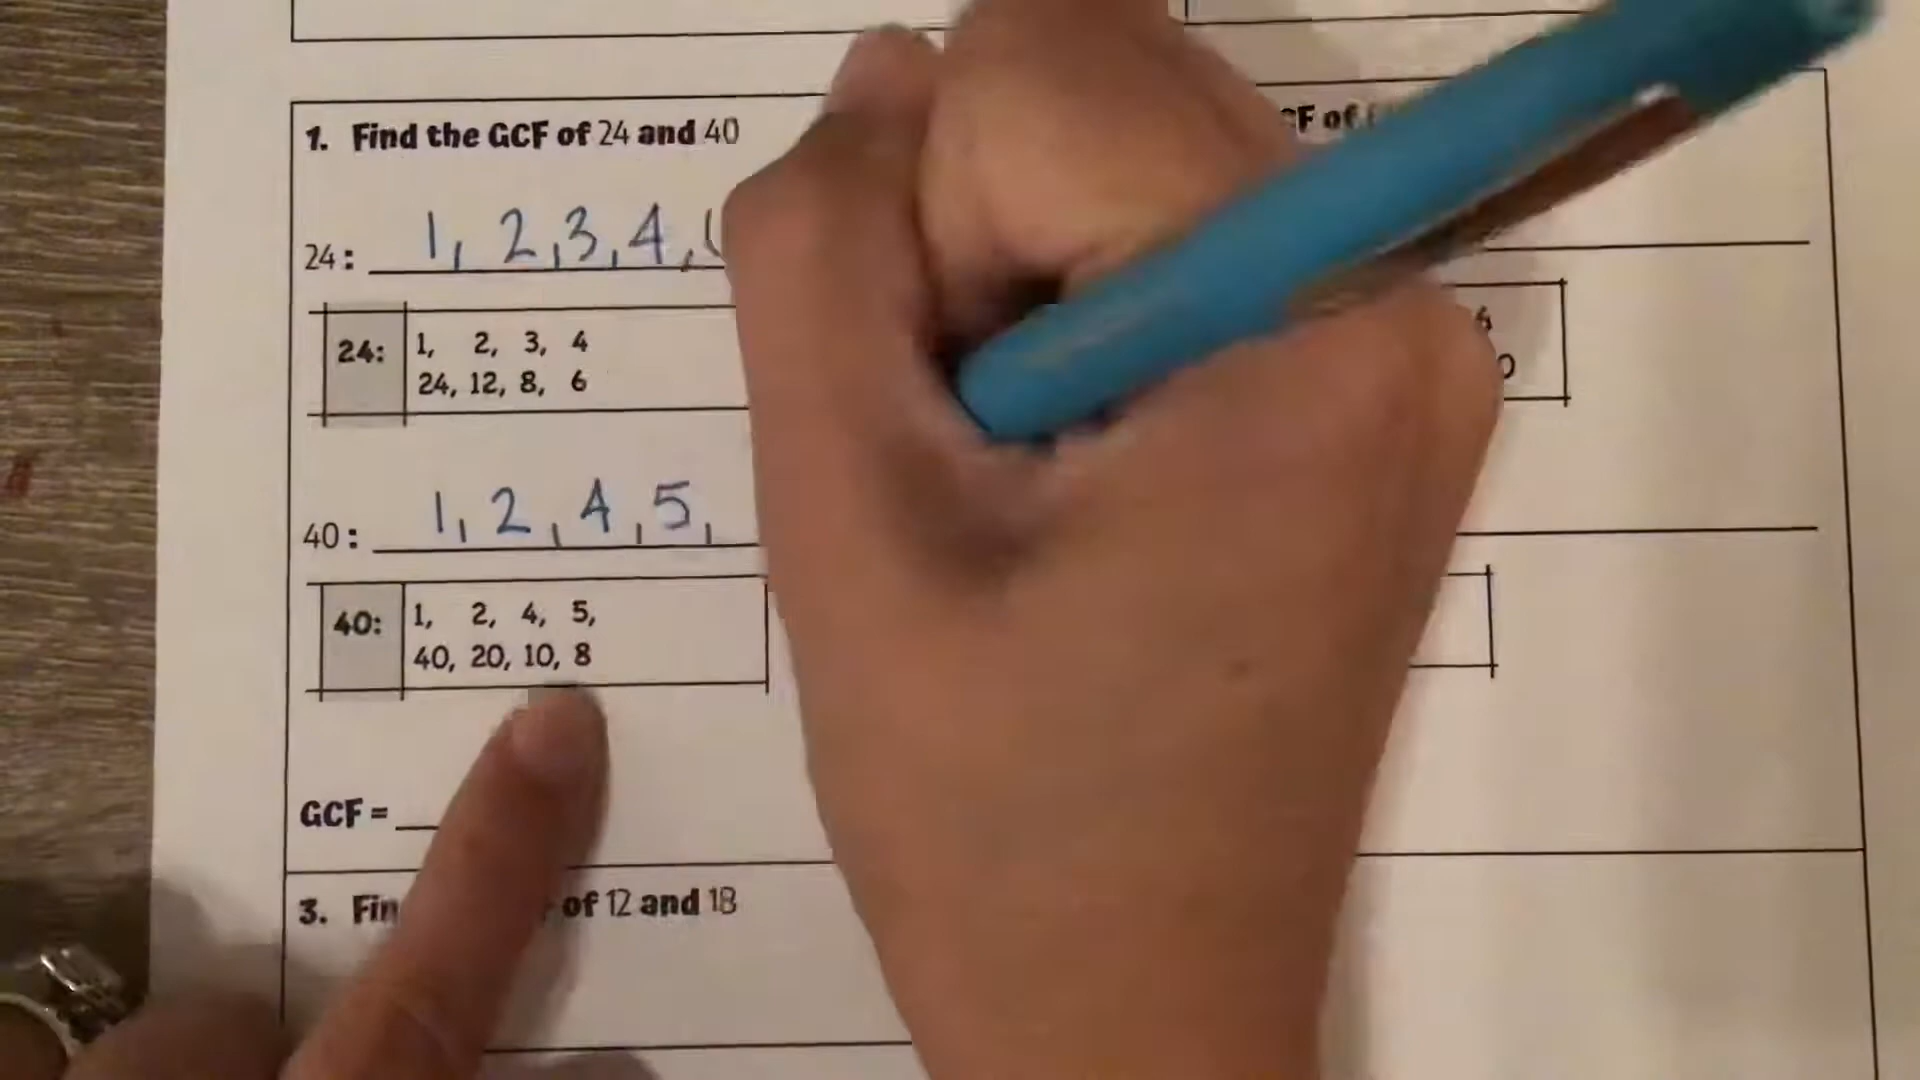 1. Find the GCF of 24 and 40
24: 1, 2, 3, 4,
24: 1, 2, 3, 4
24, 12, 8, 6
40: 1, 2, 4, 5,
40: 1, 2, 4, 5,
40, 20, 10, 8
GCF =
3. of 12 and 18
of